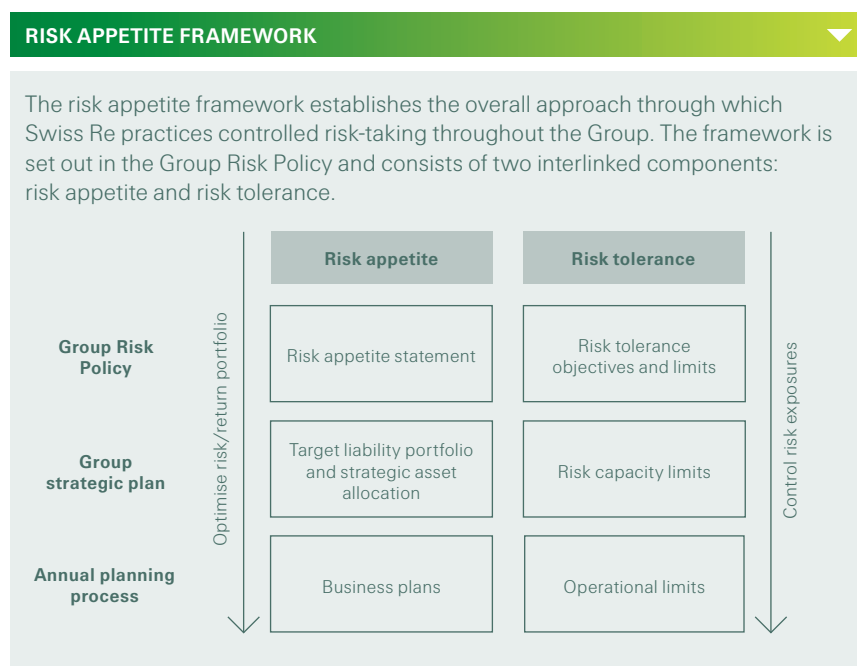 RISK APPETITE FRAMEWORK
The risk appetite framework establishes the overall approach through which
Swiss Re practices controlled risk-taking throughout the Group. The framework is
set out in the Group Risk Policy and consists of two interlinked components:
risk appetite and risk tolerance.
Risk appetite
Risk tolerance
Optimise risk/return portfolio
Control risk exposures
Group Risk
Policy
Risk appetite statement
Risk tolerance
objectives and limits
Group
strategic plan
Target liability portfolio
and strategic asset
allocation
Risk capacity limits
Annual planning
process
Business plans
Operational limits